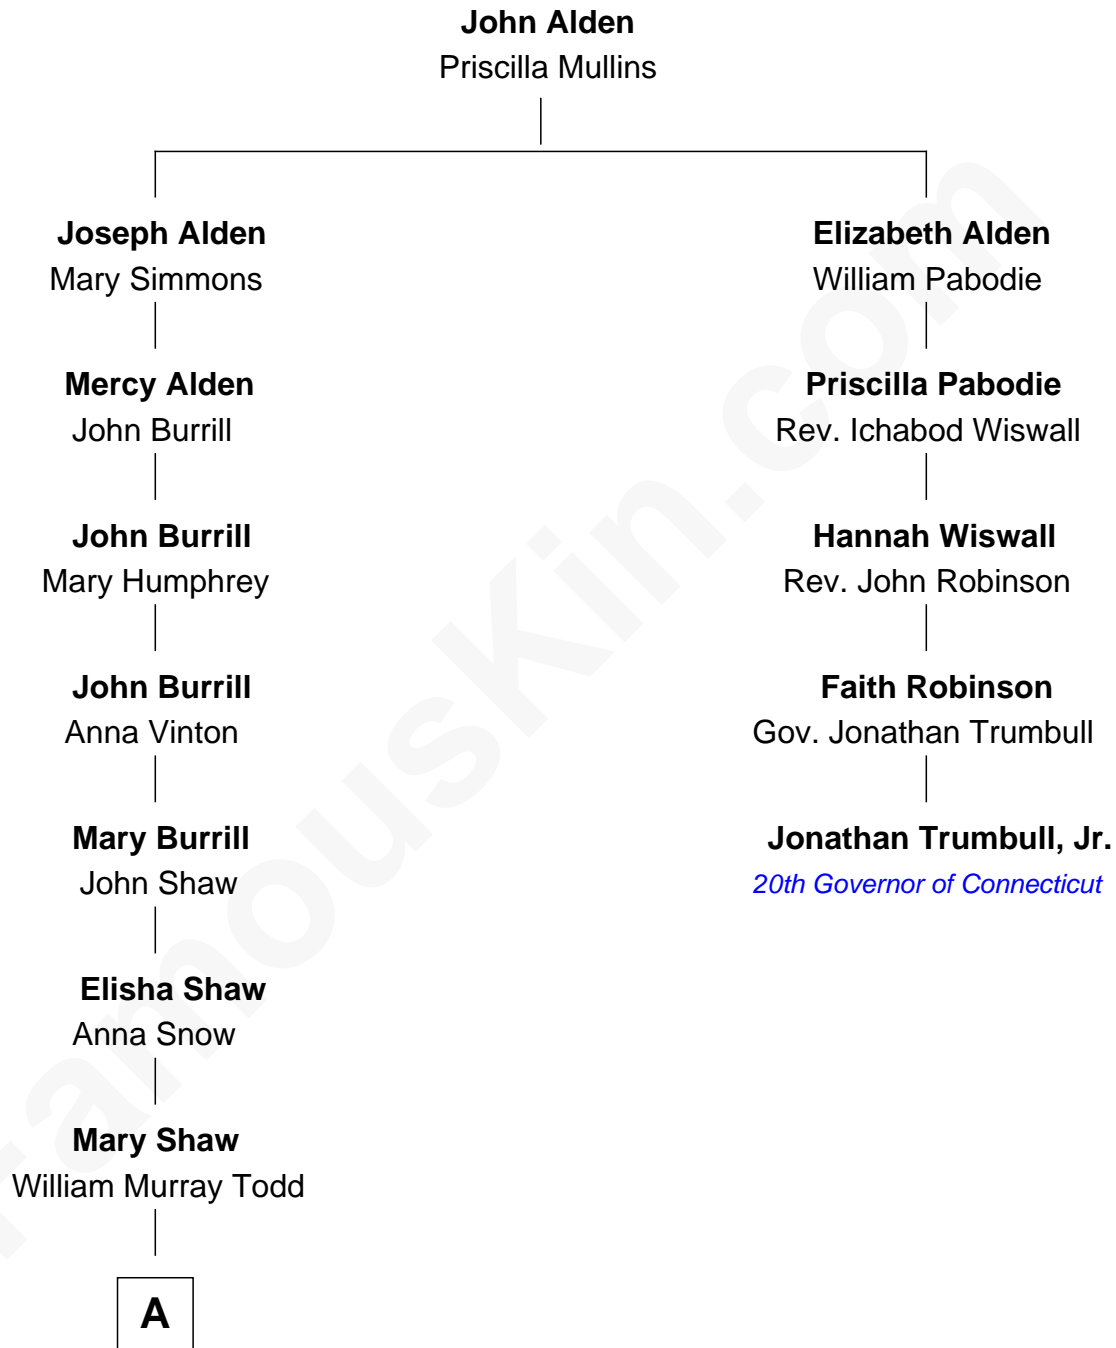 John Alden
Priscilla Mullins
Joseph Alden
Mary Simmons
Mercy Alden
John Burrill
John Burrill
Mary Humphrey
John Burrill
Anna Vinton
Mary Burrill
John Shaw
Elisha Shaw
Anna Snow
Mary Shaw
William Murray Todd
A
Elizabeth Alden
William Pabodie
Priscilla Pabodie
Rev. Ichabod Wiswall
Hannah Wiswall
Rev. John Robinson
Faith Robinson
Gov. Jonathan Trumbull
Jonathan Trumbull, Jr.
20th Governor of Connecticut
FamousKin.com